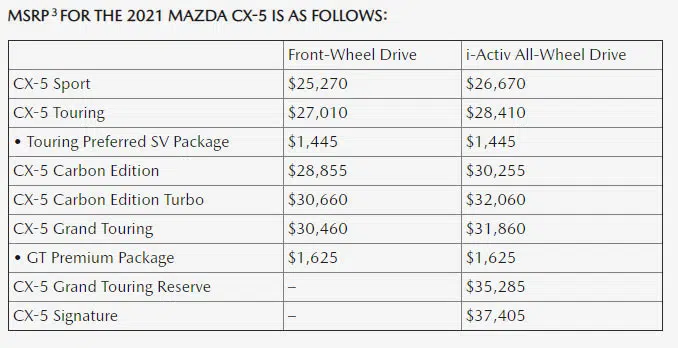 MSRP 3 FOR THE 2021 MAZDA CX-5 IS AS FOLLOWS:
Front-Wheel Drive i-Activ All-Wheel Drive
CX-5 Sport $25,270 $26,670
CX-5 Touring $27,010 $28,410
• Touring Preferred SV Package $1,445 $1,445
CX-5 Carbon Edition $28,855 $30,255
CX-5 Carbon Edition Turbo $30,660 $32,060
CX-5 Grand Touring $30,460 $31,860
• GT Premium Package $1,625 $1,625
CX-5 Grand Touring Reserve – $35,285
CX-5 Signature – $37,405